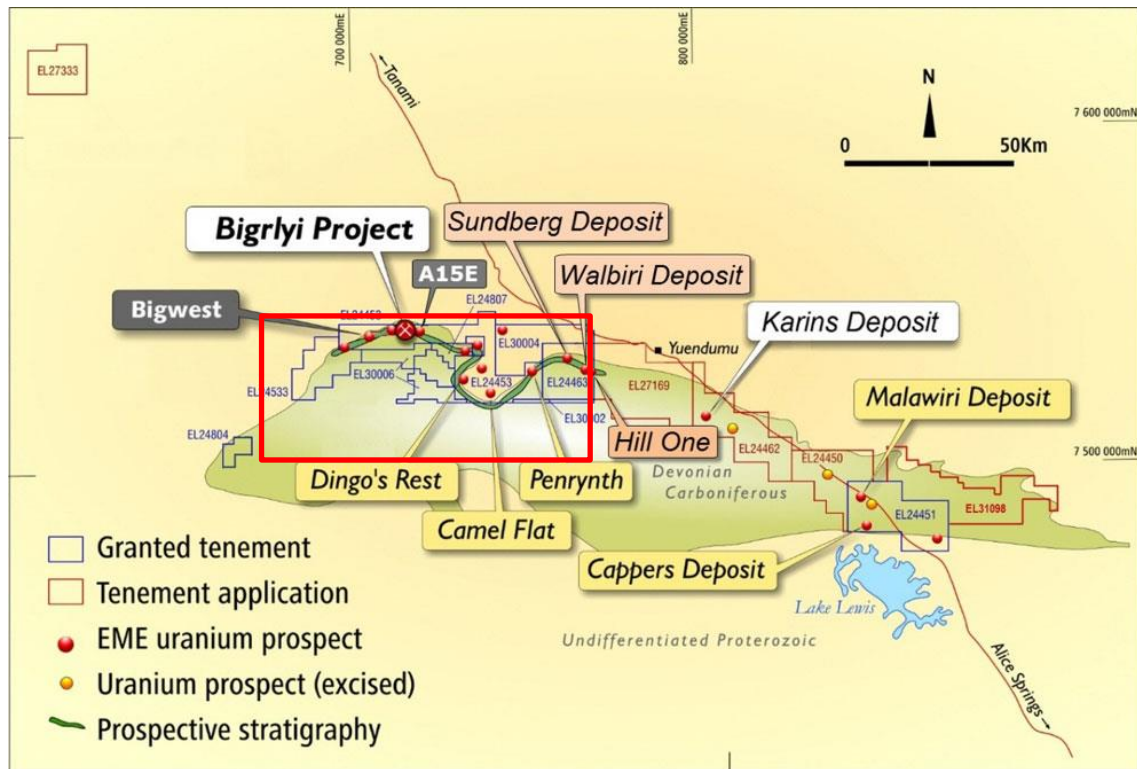 700 000mE
800 000mE
EL27333
Tanami
N
7 600 000mN
0 50Km
Bigrlyi Project
Sundberg Deposit
A15E
Walbiri Deposit
Bigwest
EL24453
EL24807
Karins Deposit
EL30004
Yuendumu
EL24533
EL30006
EL24453
EL24463
EL27169
Malawiri Deposit
EL30002
EL24804
Hill One
EL24462
EL24450
7 500 000mN
Dingo's Rest
Penrynth
Devonian
Carboniferous
EL24451
EL31098
Camel Flat
Granted tenement
Cappers Deposit
Tenement application
Lake Lewis
EME uranium prospect
Undifferentiated Proterozoic
Uranium prospect (excised)
Alice Springs
Prospective stratigraphy